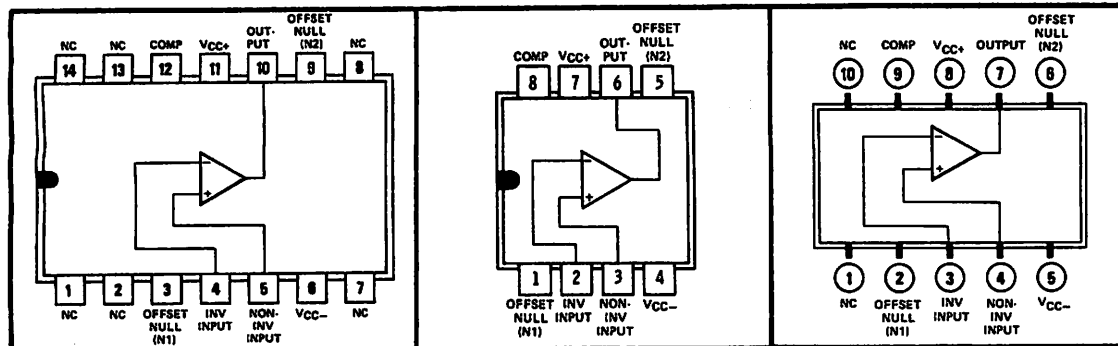 NC NC COMP VCC+ OUT-PUT OFFSET NULL (N2) NC
14 13 12 11 10 9 8
− +
1 2 3 4 5 6 7
NC NC OFFSET NULL (N1) INV INPUT NON-INV INPUT VCC− NC
COMP VCC+ OUT-PUT OFFSET NULL (N2)
8 7 6 5
− +
1 2 3 4
OFFSET NULL (N1) INV INPUT NON-INV INPUT VCC−
NC COMP VCC+ OUTPUT OFFSET NULL (N2)
10 9 8 7 6
− +
1 2 3 4 5
NC OFFSET NULL (N1) INV INPUT NON-INV INPUT VCC−